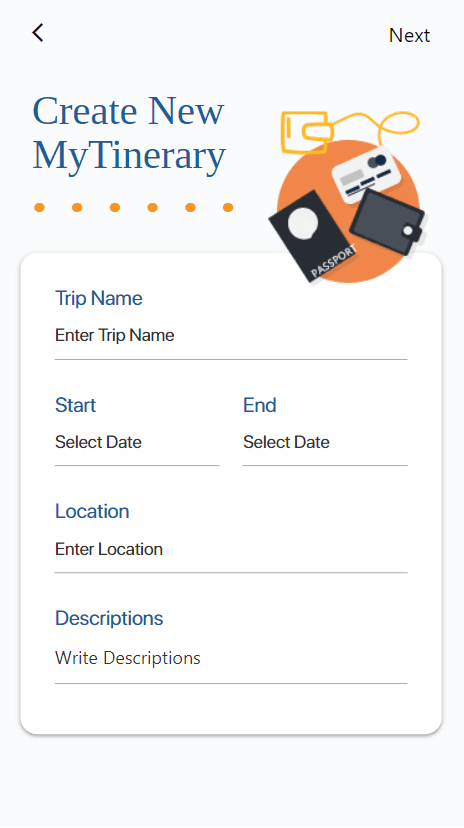 Next
Create New
MyTinerary
PASSPORT
Trip Name
Enter Trip Name
Start
End
Select Date
Select Date
Location
Enter Location
Descriptions
Write Descriptions